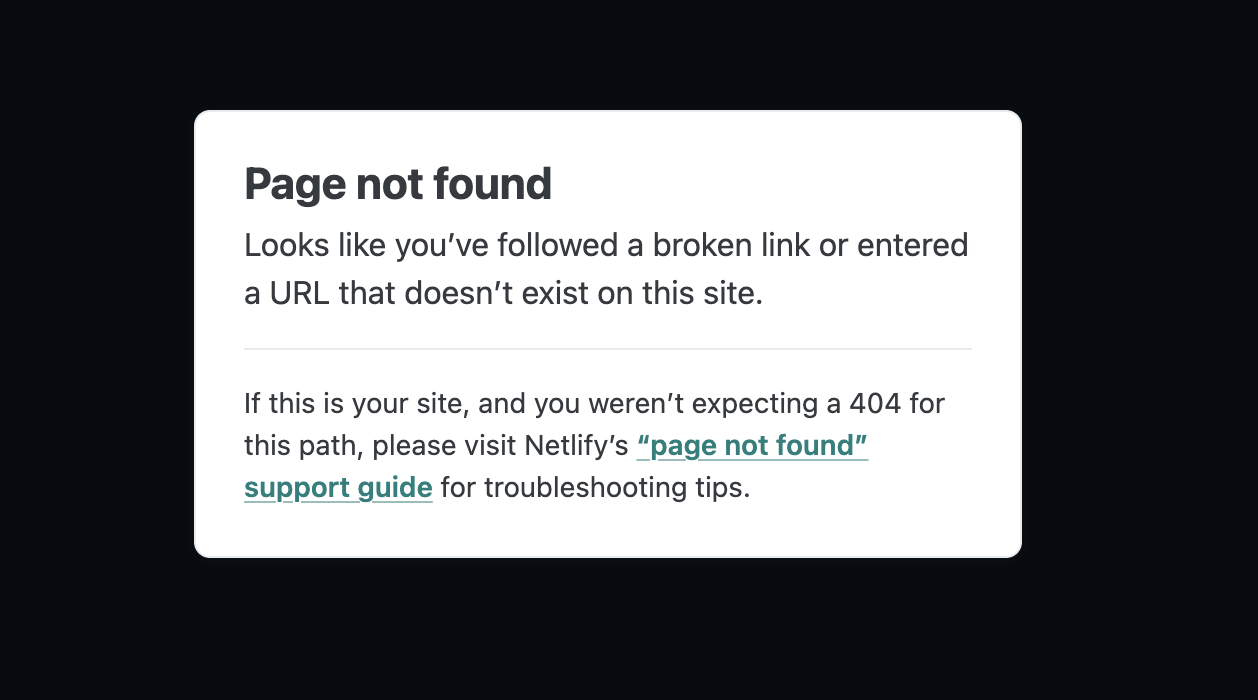 Page not found
Looks like you’ve followed a broken link or entered
a URL that doesn’t exist on this site.
If this is your site, and you weren’t expecting a 404 for
this path, please visit Netlify’s “page not found”
support guide for troubleshooting tips.